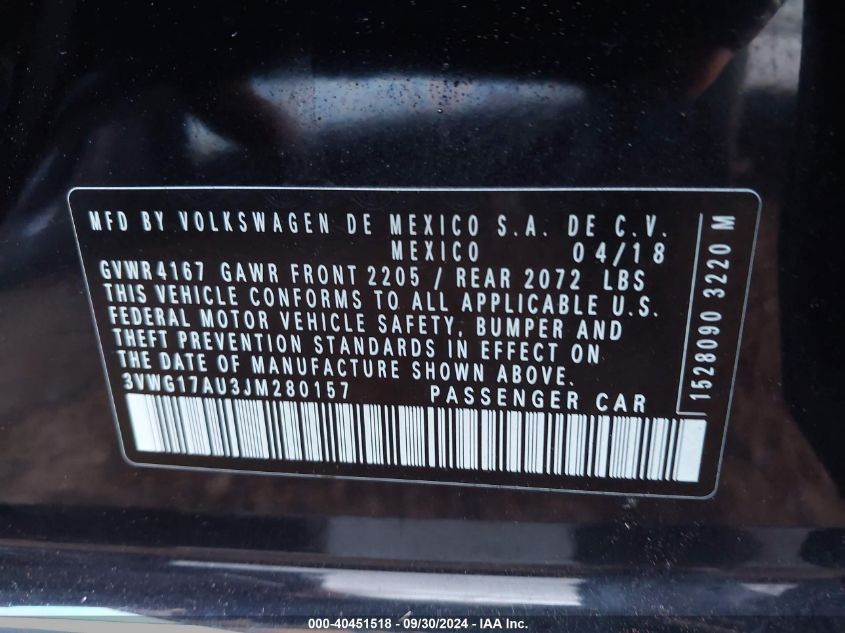 MFD BY VOLKSWAGEN DE MEXICO S.A. DE C.V.
MEXICO 04/18
GVWR4167 GAWR FRONT 2205 / REAR 2072 LBS
THIS VEHICLE CONFORMS TO ALL APPLICABLE U.S.
FEDERAL MOTOR VEHICLE SAFETY, BUMPER AND
THEFT PREVENTION STANDARDS IN EFFECT ON
THE DATE OF MANUFACTURE SHOWN ABOVE.
3VWG17AU3JM280157 PASSENGER CAR
1528090 3220 M
000-40451518 - 09/30/2024 - IAA Inc.